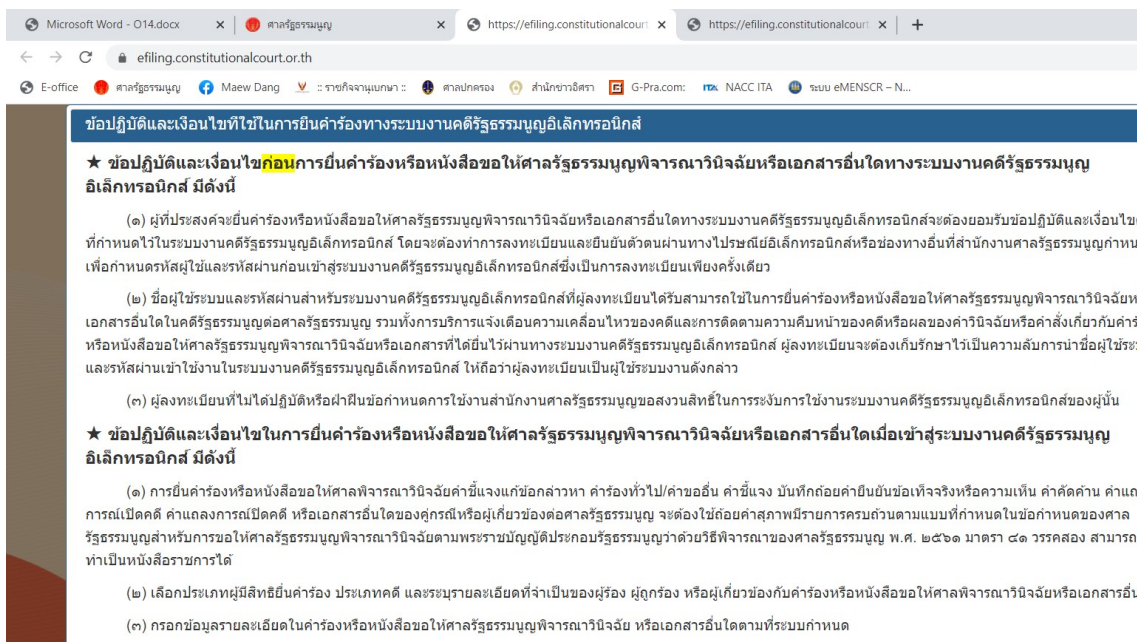 Microsoft Word - O14.docx
ศาลรัฐธรรมนูญ
https://efiling.constitutionalcourt
https://efiling.constitutionalcourt
efiling.constitutionalcourt.or.th
E-office ศาลรัฐธรรมนูญ Maew Dang :: ราชกิจจานุเบกษา :: ศาลปกครอง สำนักข่าวอิศรา G-Pra.com: ITA NACC ITA ระบบ eMENSCR – N...
ข้อปฏิบัติและเงื่อนไขที่ใช้ในการยื่นคำร้องทางระบบงานคดีรัฐธรรมนูญอิเล็กทรอนิกส์
★ ข้อปฏิบัติและเงื่อนไขก่อนการยื่นคำร้องหรือหนังสือขอให้ศาลรัฐธรรมนูญพิจารณาวินิจฉัยหรือเอกสารอื่นใดทางระบบงานคดีรัฐธรรมนูญ
อิเล็กทรอนิกส์ มีดังนี้
(๑) ผู้ที่ประสงค์จะยื่นคำร้องหรือหนังสือขอให้ศาลรัฐธรรมนูญพิจารณาวินิจฉัยหรือเอกสารอื่นใดทางระบบงานคดีรัฐธรรมนูญอิเล็กทรอนิกส์จะต้องยอมรับข้อปฏิบัติและเงื่อนไข
ที่กำหนดไว้ในระบบงานคดีรัฐธรรมนูญอิเล็กทรอนิกส์ โดยจะต้องทำการลงทะเบียนและยืนยันตัวตนผ่านทางไปรษณีย์อิเล็กทรอนิกส์หรือช่องทางอื่นที่สำนักงานศาลรัฐธรรมนูญกำหน
เพื่อกำหนดรหัสผู้ใช้และรหัสผ่านก่อนเข้าสู่ระบบงานคดีรัฐธรรมนูญอิเล็กทรอนิกส์ซึ่งเป็นการลงทะเบียนเพียงครั้งเดียว
(๒) ชื่อผู้ใช้ระบบและรหัสผ่านสำหรับระบบงานคดีรัฐธรรมนูญอิเล็กทรอนิกส์ที่ผู้ลงทะเบียนได้รับสามารถใช้ในการยื่นคำร้องหรือหนังสือขอให้ศาลรัฐธรรมนูญพิจารณาวินิจฉัยห
เอกสารอื่นใดในคดีรัฐธรรมนูญต่อศาลรัฐธรรมนูญ รวมทั้งการบริการแจ้งเตือนความเคลื่อนไหวของคดีและการติดตามความคืบหน้าของคดีหรือผลของคำวินิจฉัยหรือคำสั่งเกี่ยวกับคำร้
หรือหนังสือขอให้ศาลรัฐธรรมนูญพิจารณาวินิจฉัยหรือเอกสารที่ได้ยื่นไว้ผ่านทางระบบงานคดีรัฐธรรมนูญอิเล็กทรอนิกส์ ผู้ลงทะเบียนจะต้องเก็บรักษาไว้เป็นความลับการนำชื่อผู้ใช้ระ
และรหัสผ่านเข้าใช้งานในระบบงานคดีรัฐธรรมนูญอิเล็กทรอนิกส์ ให้ถือว่าผู้ลงทะเบียนเป็นผู้ใช้ระบบงานดังกล่าว
(๓) ผู้ลงทะเบียนที่ไม่ได้ปฏิบัติหรือฝ่าฝืนข้อกำหนดการใช้งานสำนักงานศาลรัฐธรรมนูญขอสงวนสิทธิ์ในการระงับการใช้งานระบบงานคดีรัฐธรรมนูญอิเล็กทรอนิกส์ของผู้นั้น
★ ข้อปฏิบัติและเงื่อนไขในการยื่นคำร้องหรือหนังสือขอให้ศาลรัฐธรรมนูญพิจารณาวินิจฉัยหรือเอกสารอื่นใดเมื่อเข้าสู่ระบบงานคดีรัฐธรรมนูญ
อิเล็กทรอนิกส์ มีดังนี้
(๑) การยื่นคำร้องหรือหนังสือขอให้ศาลพิจารณาวินิจฉัยคำชี้แจงแก้ข้อกล่าวหา คำร้องทั่วไป/คำขออื่น คำชี้แจง บันทึกถ้อยคำยืนยันข้อเท็จจริงหรือความเห็น คำคัดค้าน คำแถ
การณ์เปิดคดี คำแถลงการณ์ปิดคดี หรือเอกสารอื่นใดของคู่กรณีหรือผู้เกี่ยวข้องต่อศาลรัฐธรรมนูญ จะต้องใช้ถ้อยคำสุภาพมีรายการครบถ้วนตามแบบที่กำหนดในข้อกำหนดของศาล
รัฐธรรมนูญสำหรับการขอให้ศาลรัฐธรรมนูญพิจารณาวินิจฉัยตามพระราชบัญญัติประกอบรัฐธรรมนูญว่าด้วยวิธีพิจารณาของศาลรัฐธรรมนูญ พ.ศ. ๒๕๖๑ มาตรา ๔๑ วรรคสอง สามารถ
ทำเป็นหนังสือราชการได้
(๒) เลือกประเภทผู้มีสิทธิยื่นคำร้อง ประเภทคดี และระบุรายละเอียดที่จำเป็นของผู้ร้อง ผู้ถูกร้อง หรือผู้เกี่ยวข้องกับคำร้องหรือหนังสือขอให้ศาลพิจารณาวินิจฉัยหรือเอกสารอื่น
(๓) กรอกข้อมูลรายละเอียดในคำร้องหรือหนังสือขอให้ศาลรัฐธรรมนูญพิจารณาวินิจฉัย หรือเอกสารอื่นใดตามที่ระบบกำหนด